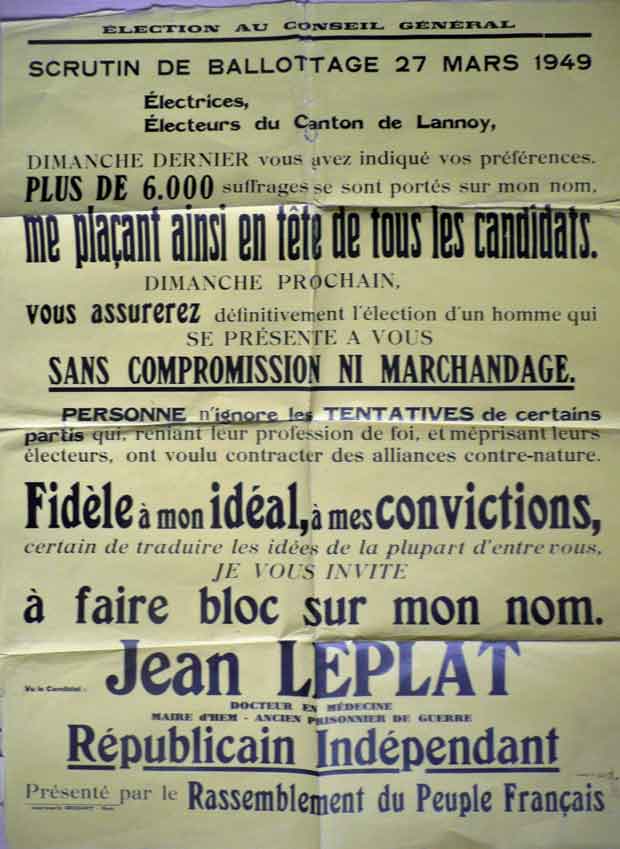 ÉLECTION AU CONSEIL GÉNÉRAL
SCRUTIN DE BALLOTTAGE 27 MARS 1949
Électrices,
Électeurs du Canton de Lannoy,
DIMANCHE DERNIER vous avez indiqué vos préférences.
PLUS DE 6.000 suffrages se sont portés sur mon nom,
me plaçant ainsi en tête de tous les candidats.
DIMANCHE PROCHAIN,
vous assurerez définitivement l'élection d'un homme qui
SE PRÉSENTE A VOUS
SANS COMPROMISSION NI MARCHANDAGE.
PERSONNE n'ignore les TENTATIVES de certains
partis qui, reniant leur profession de foi, et méprisant leurs
électeurs, ont voulu contracter des alliances contre-nature.
Fidèle à mon idéal, à mes convictions,
certain de traduire les idées de la plupart d'entre vous,
JE VOUS INVITE
à faire bloc sur mon nom.
Vu le Candidat :
Jean LEPLAT
DOCTEUR EN MÉDECINE
MAIRE d'HEM - ANCIEN PRISONNIER DE GUERRE
Républicain Indépendant
Présenté par le Rassemblement du Peuple Français